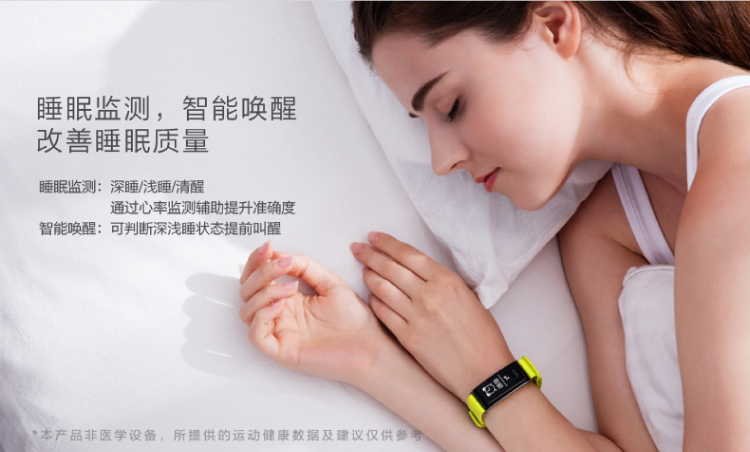 睡眠监测，智能唤醒
改善睡眠质量
睡眠监测：深睡/浅睡/清醒
通过心率监测辅助提升准确度
智能唤醒：可判断深浅睡状态提前叫醒
*本产品非医学设备，所提供的运动健康数据及建议仅供参考